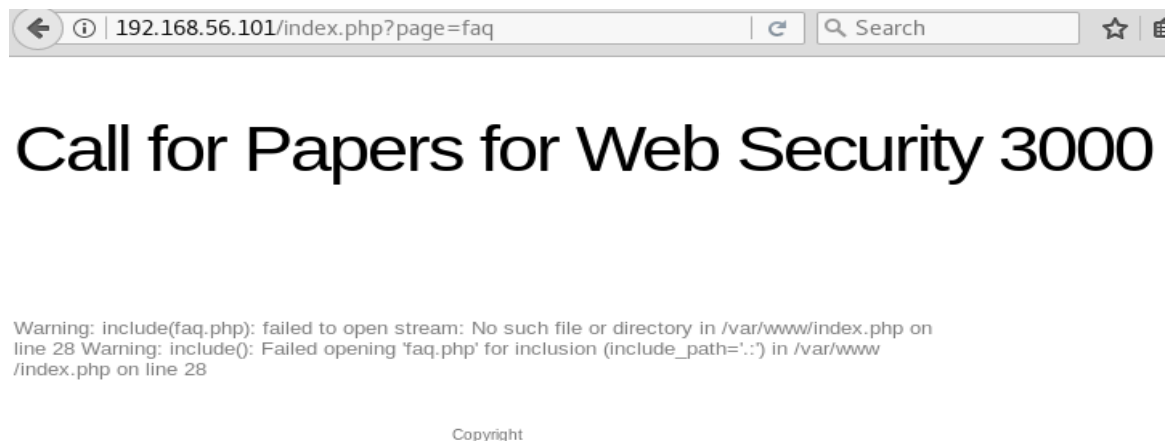 192.168.56.101/index.php?page=faq Search
Call for Papers for Web Security 3000
Warning: include(faq.php): failed to open stream: No such file or directory in /var/www/index.php on
line 28 Warning: include(): Failed opening 'faq.php' for inclusion (include_path='.:') in /var/www
/index.php on line 28
Copyright